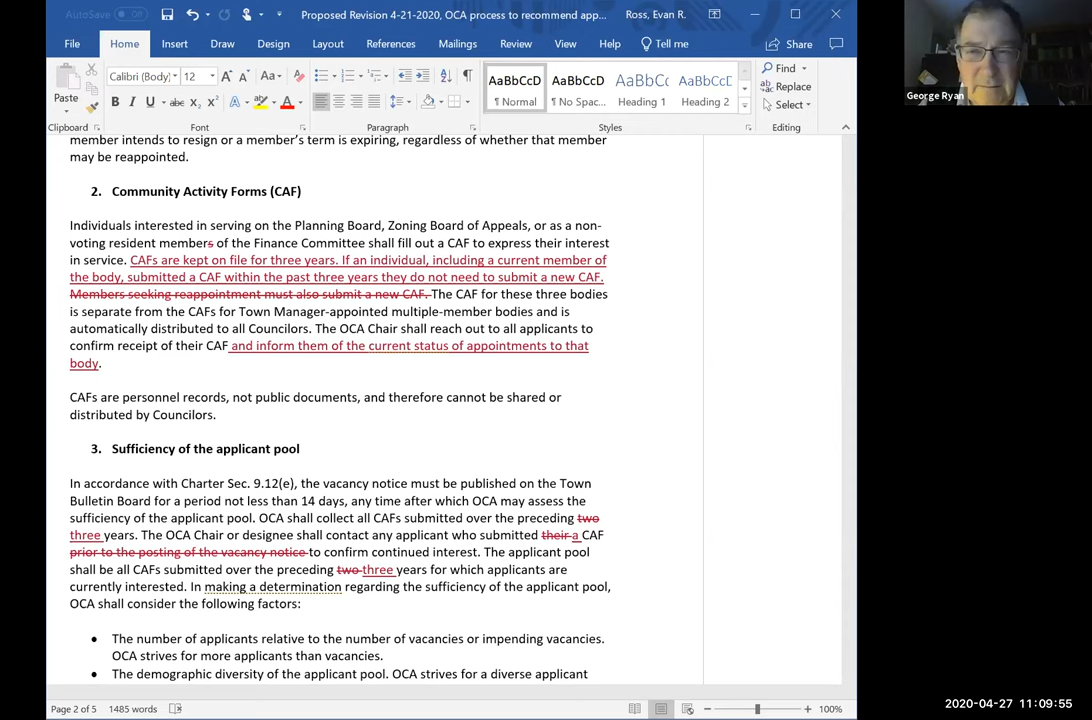 AutoSave Off Proposed Revision 4-21-2020, OCA process to recommend app... Ross, Evan R.
File Home Insert Draw Design Layout References Mailings Review View Help Tell me Share
Paste Calibri (Body) 12 A A Aa A AaBbCcD AaBbCcD AaBbCc AaBbCcD Find
B I U abc x₂ x² A A ¶ Normal ¶ No Spac... Heading 1 Heading 2 Replace
Select
Clipboard Font Paragraph Styles Editing
member intends to resign or a member's term is expiring, regardless of whether that member
may be reappointed.
2. Community Activity Forms (CAF)
Individuals interested in serving on the Planning Board, Zoning Board of Appeals, or as a non-
voting resident members of the Finance Committee shall fill out a CAF to express their interest
in service. CAFs are kept on file for three years. If an individual, including a current member of
the body, submitted a CAF within the past three years they do not need to submit a new CAF.
Members seeking reappointment must also submit a new CAF. The CAF for these three bodies
is separate from the CAFs for Town Manager-appointed multiple-member bodies and is
automatically distributed to all Councilors. The OCA Chair shall reach out to all applicants to
confirm receipt of their CAF and inform them of the current status of appointments to that
body.
CAFs are personnel records, not public documents, and therefore cannot be shared or
distributed by Councilors.
3. Sufficiency of the applicant pool
In accordance with Charter Sec. 9.12(e), the vacancy notice must be published on the Town
Bulletin Board for a period not less than 14 days, any time after which OCA may assess the
sufficiency of the applicant pool. OCA shall collect all CAFs submitted over the preceding two
three years. The OCA Chair or designee shall contact any applicant who submitted their a CAF
prior to the posting of the vacancy notice to confirm continued interest. The applicant pool
shall be all CAFs submitted over the preceding two three years for which applicants are
currently interested. In making a determination regarding the sufficiency of the applicant pool,
OCA shall consider the following factors:
• The number of applicants relative to the number of vacancies or impending vacancies.
OCA strives for more applicants than vacancies.
• The demographic diversity of the applicant pool. OCA strives for a diverse applicant
Page 2 of 5 1485 words 100%
George Ryan
2020-04-27 11:09:55